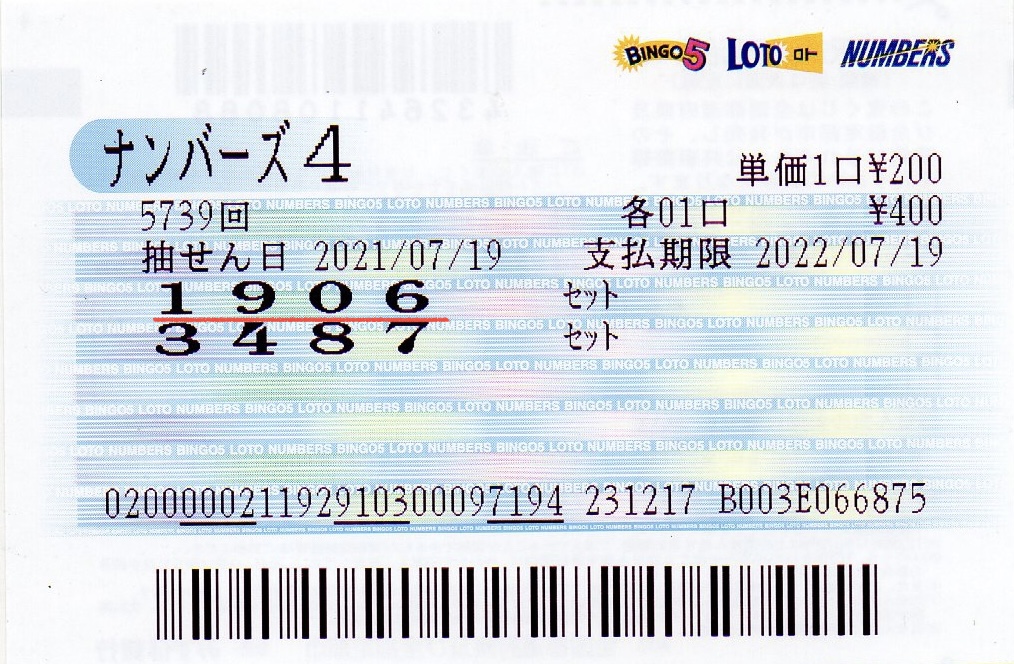 BINGO5 LOTO ロト NUMBERS
ナンバーズ4
単価1口¥200
5739回 各01口 ¥400
抽せん日 2021/07/19 支払期限 2022/07/19
1906 セット
3487 セット
020000021192910300097194 231217 B003E066875